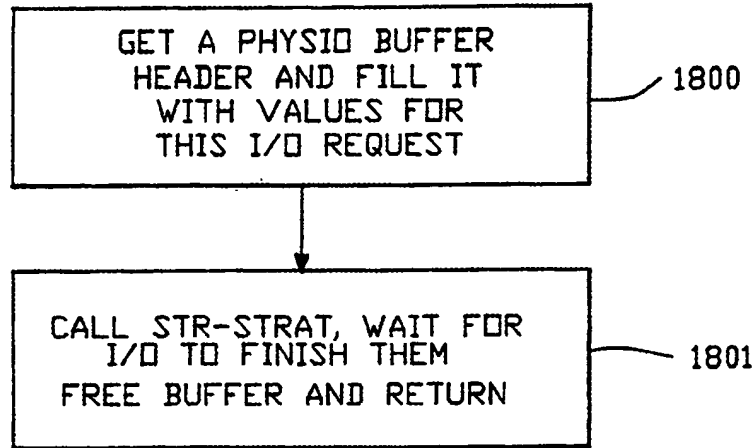 GET A PHYSIO BUFFER
HEADER AND FILL IT
WITH VALUES FOR
THIS I/O REQUEST
1800
CALL STR-STRAT, WAIT FOR
I/O TO FINISH THEM
FREE BUFFER AND RETURN
1801